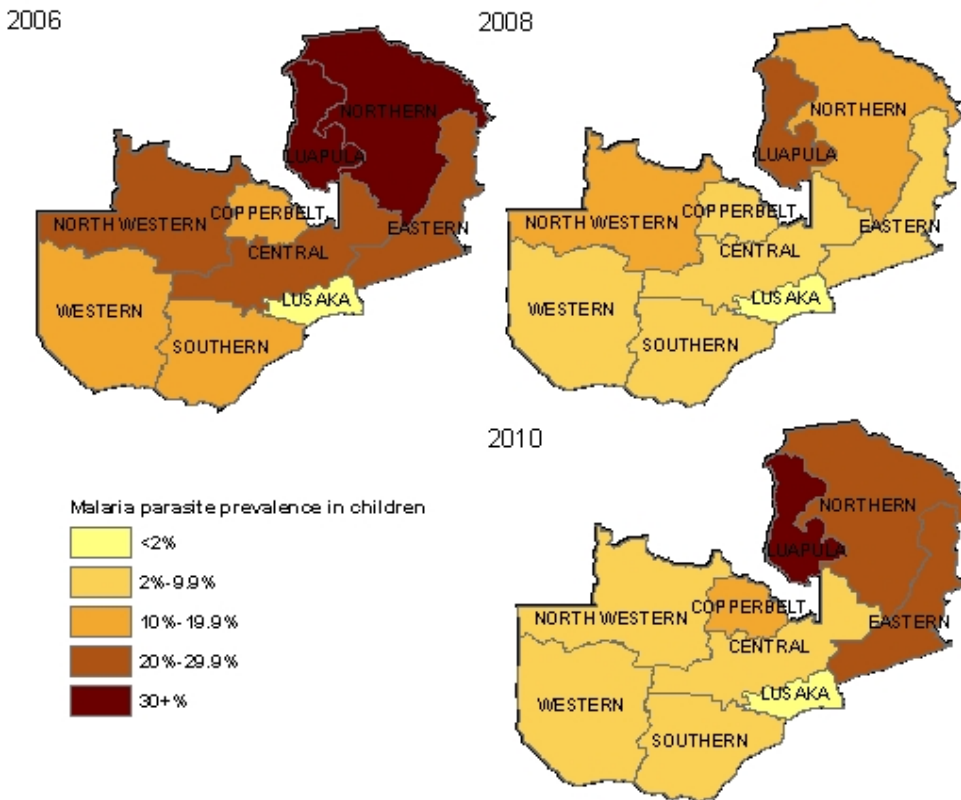 2006
NORTHERN
LUAPULA
COPPERBELT
NORTH WESTERN
EASTERN
CENTRAL
LUSAKA
WESTERN
SOUTHERN
2008
NORTHERN
LUAPULA
COPPERBELT
NORTH WESTERN
EASTERN
CENTRAL
LUSAKA
WESTERN
SOUTHERN
2010
NORTHERN
LUAPULA
COPPERBELT
NORTH WESTERN
EASTERN
CENTRAL
LUSAKA
WESTERN
SOUTHERN
Malaria parasite prevalence in children
<2%
2%-9.9%
10%-19.9%
20%-29.9%
30+%